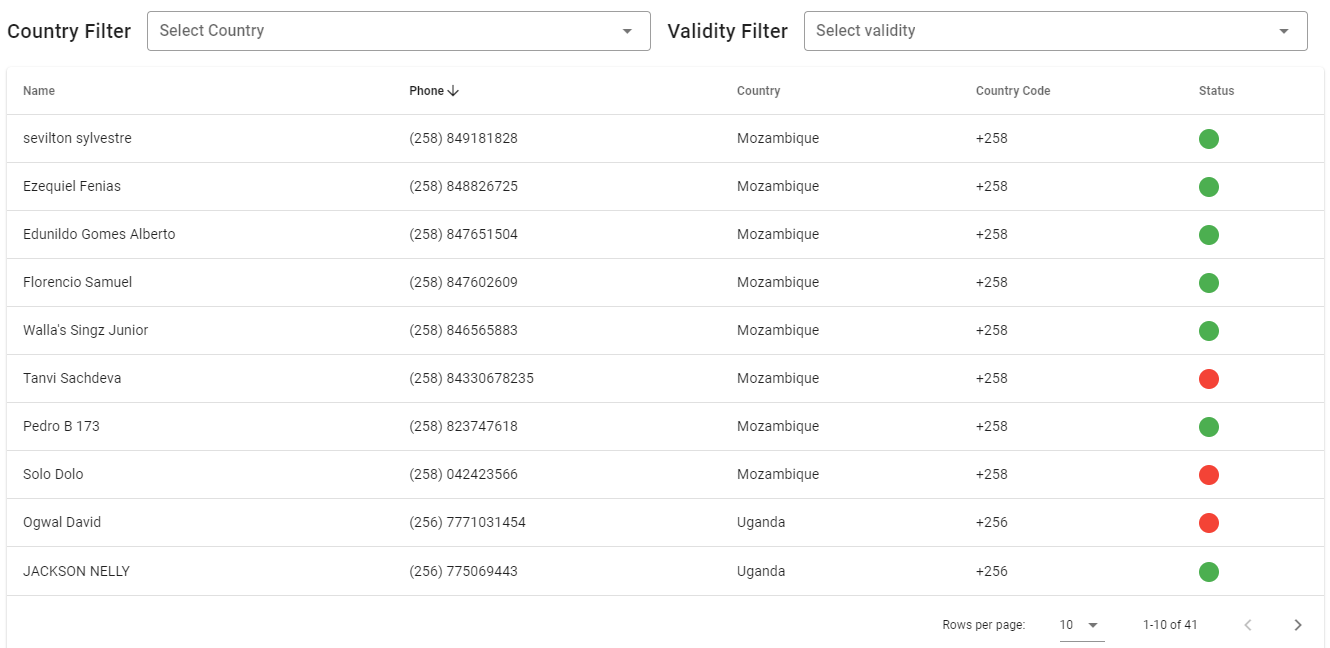 Country Filter Select Country Validity Filter Select validity
Name Phone Country Country Code Status
sevilton sylvestre (258) 849181828 Mozambique +258
Ezequiel Fenias (258) 848826725 Mozambique +258
Edunildo Gomes Alberto (258) 847651504 Mozambique +258
Florencio Samuel (258) 847602609 Mozambique +258
Walla's Singz Junior (258) 846565883 Mozambique +258
Tanvi Sachdeva (258) 84330678235 Mozambique +258
Pedro B 173 (258) 823747618 Mozambique +258
Solo Dolo (258) 042423566 Mozambique +258
Ogwal David (256) 7771031454 Uganda +256
JACKSON NELLY (256) 775069443 Uganda +256
Rows per page: 10 1-10 of 41